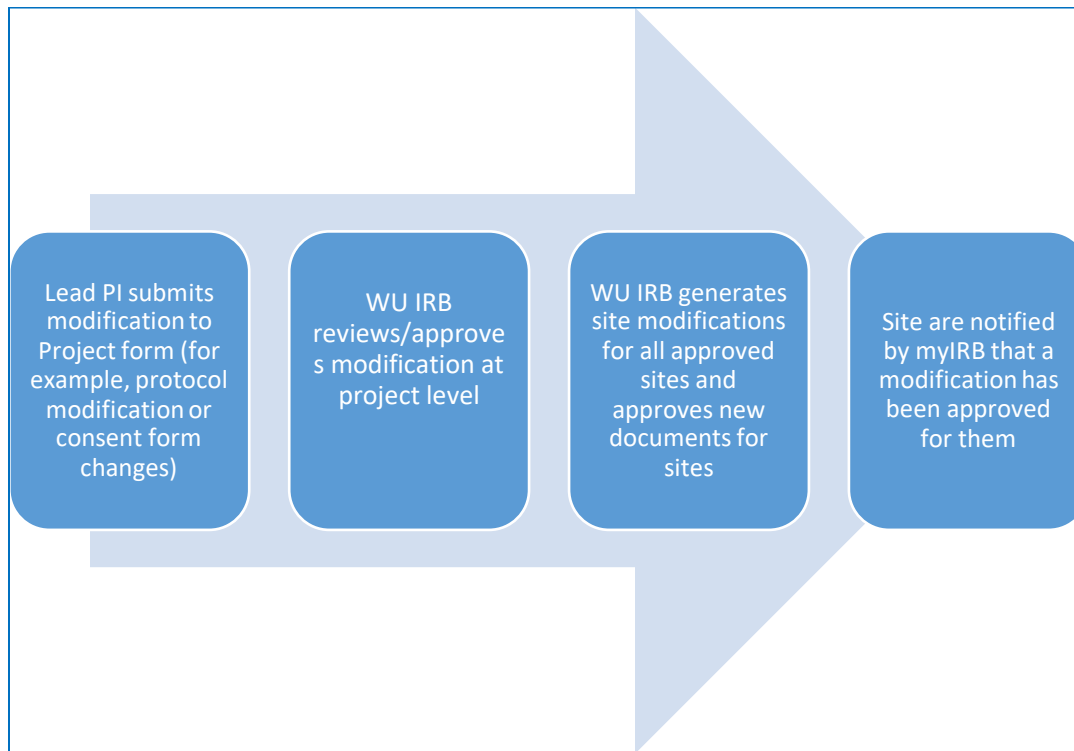 Lead PI submits
modification to
Project form (for
example, protocol
modification or
consent form
changes)
WU IRB
reviews/approve
s modification at
project level
WU IRB generates
site modifications
for all approved
sites and
approves new
documents for
sites
Site are notified
by myIRB that a
modification has
been approved
for them